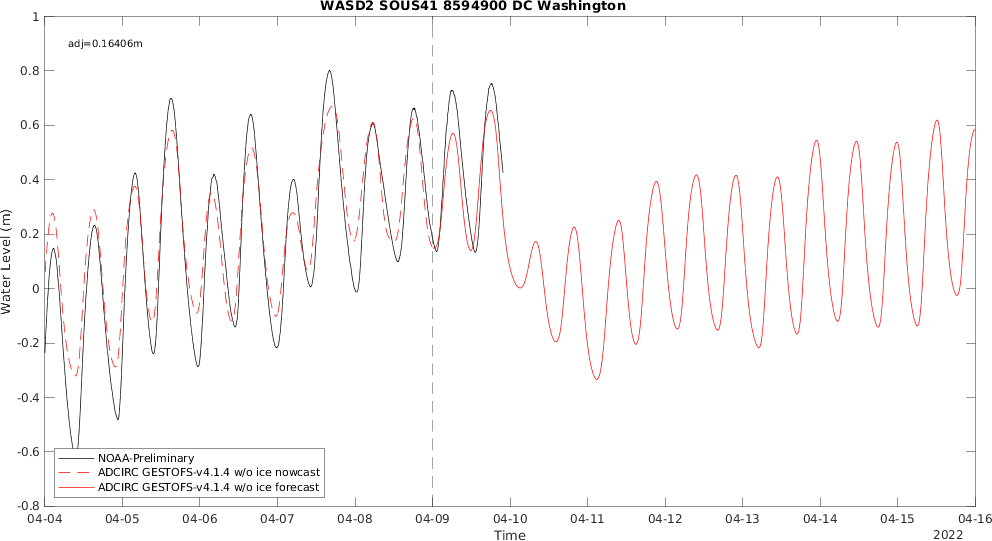 WASD2 SOUS41 8594900 DC Washington
adj=0.16406m
1
0.8
0.6
0.4
0.2
0
-0.2
-0.4
-0.6
-0.8
Water Level (m)
NOAA-Preliminary
ADCIRC GESTOFS-v4.1.4 w/o ice nowcast
ADCIRC GESTOFS-v4.1.4 w/o ice forecast
04-04 04-05 04-06 04-07 04-08 04-09 04-10 04-11 04-12 04-13 04-14 04-15 04-16
Time
2022